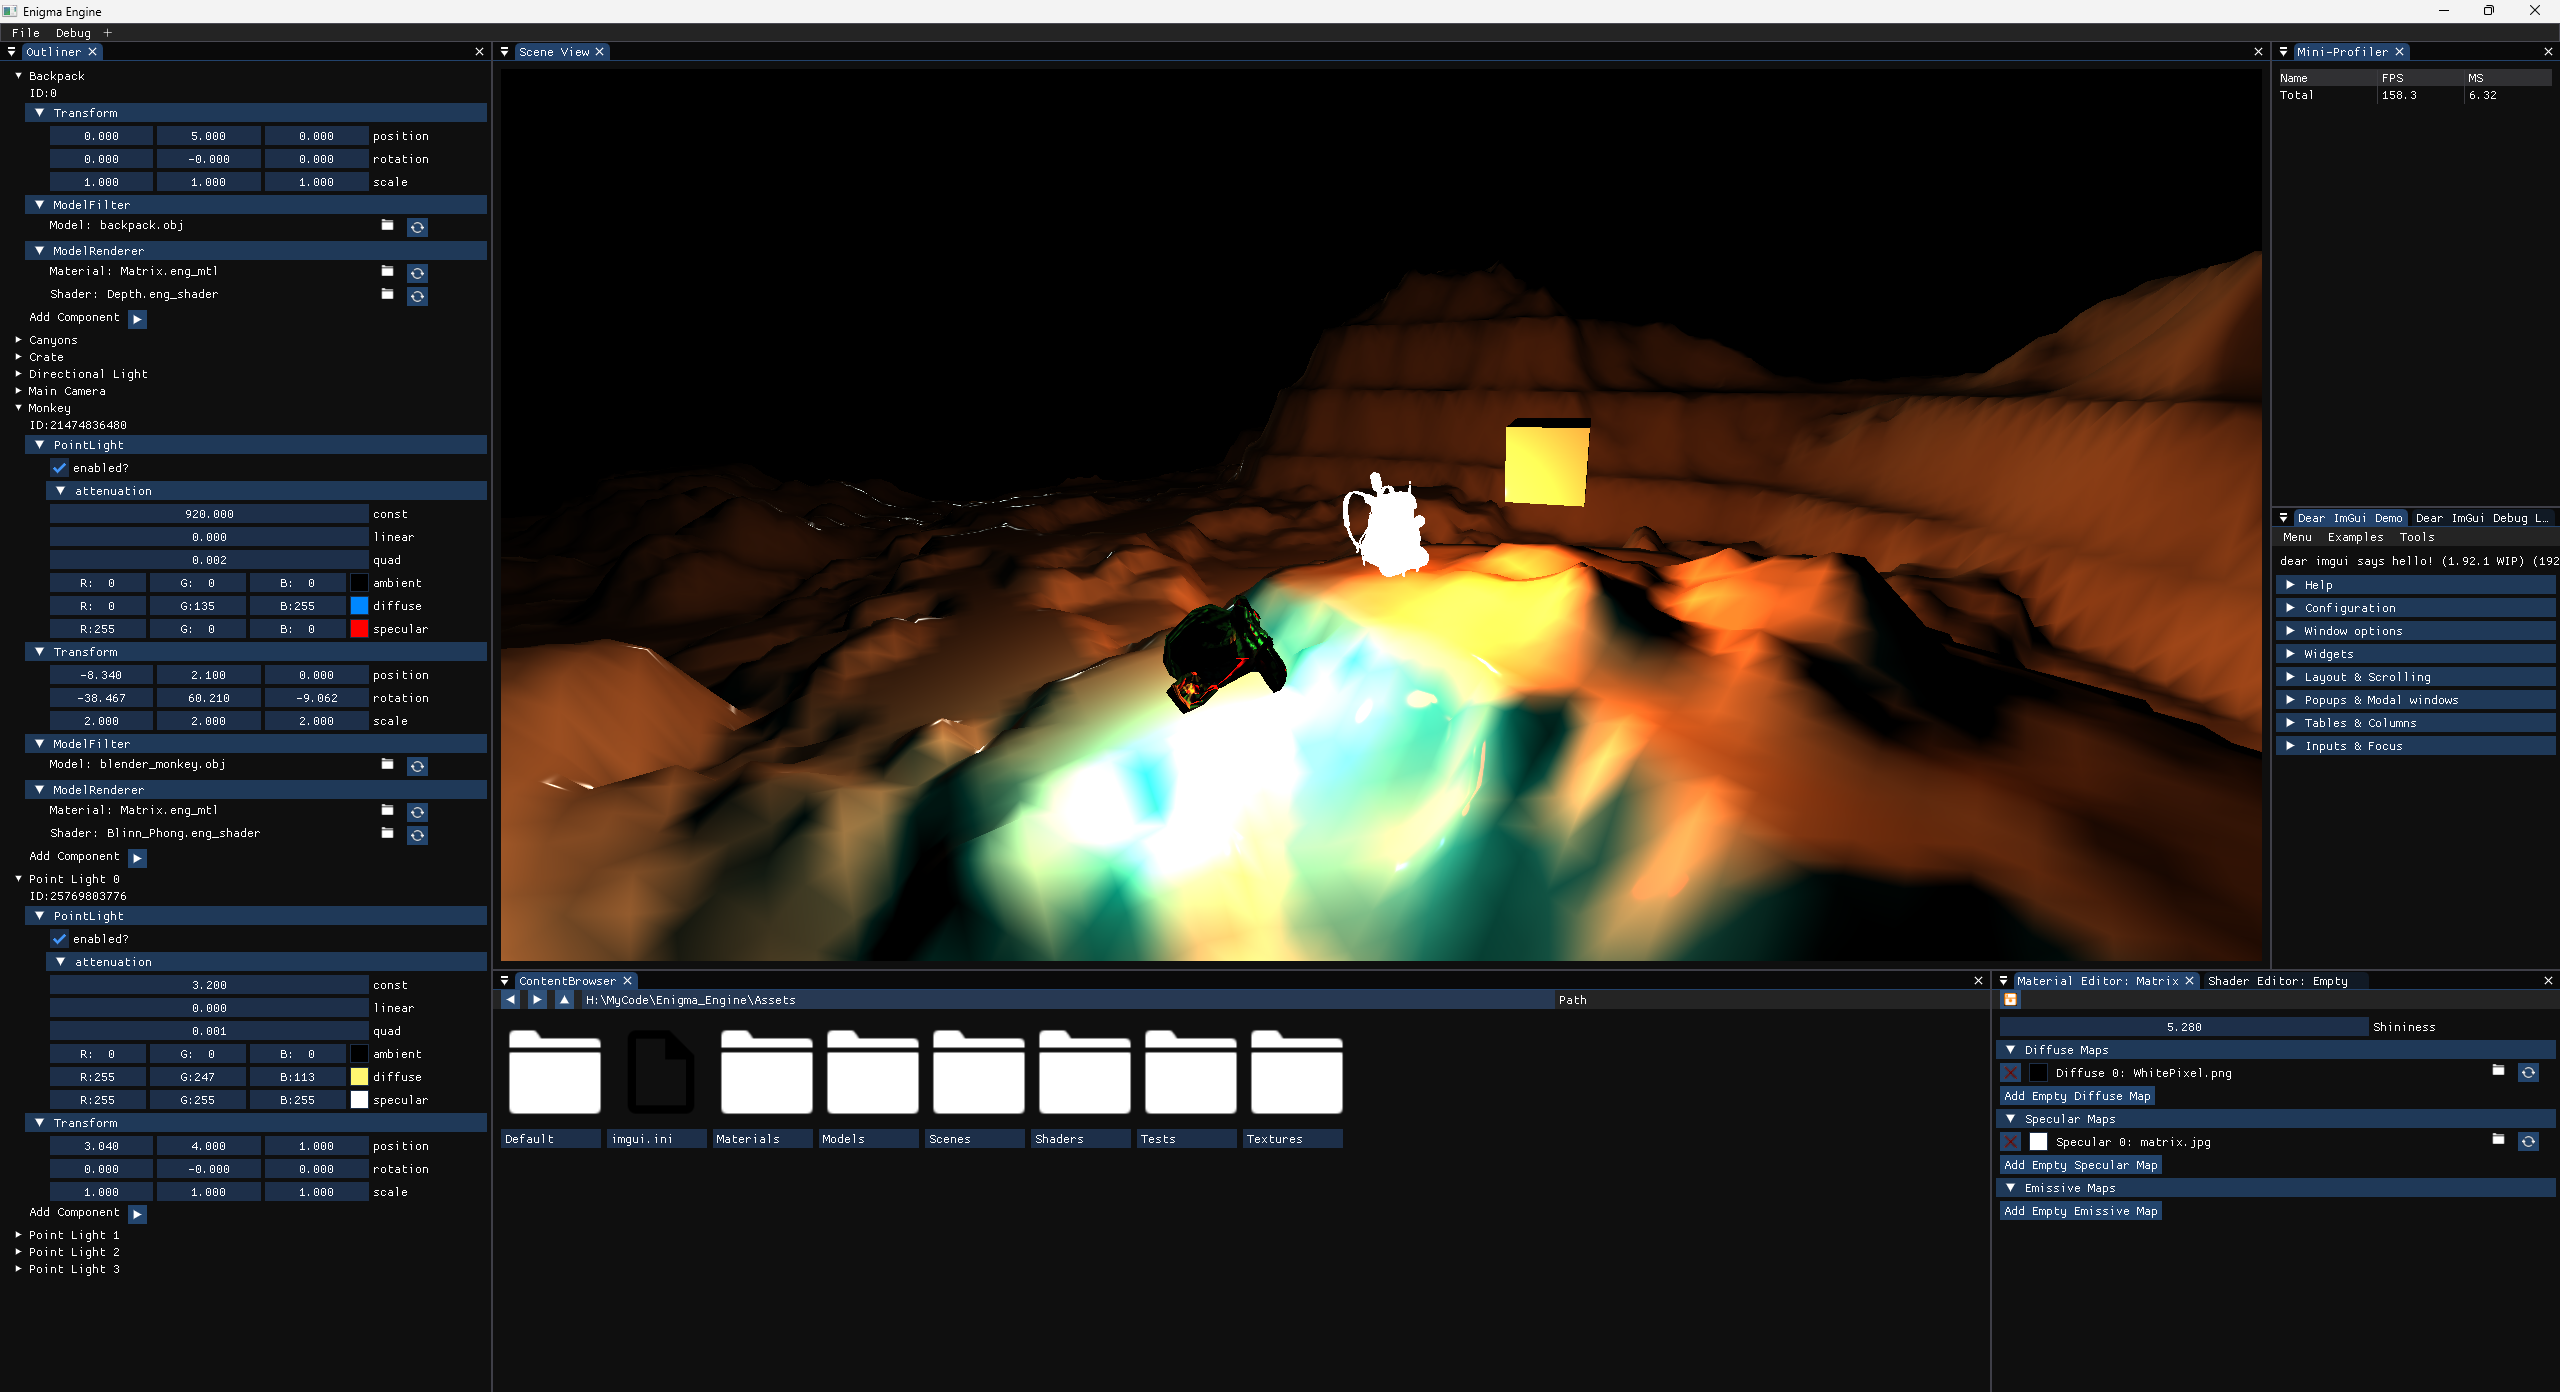 Enigma Engine
File Debug +
Outliner
Backpack
ID:0
Transform
0.000 5.000 0.000 position
0.000 -0.000 0.000 rotation
1.000 1.000 1.000 scale
ModelFilter
Model: backpack.obj
ModelRenderer
Material: Matrix.eng_mtl
Shader: Depth.eng_shader
Add Component
Canyons
Crate
Directional Light
Main Camera
Monkey
ID:21474836480
PointLight
enabled?
attenuation
920.000 const
0.000 linear
0.002 quad
R: 0 G: 0 B: 0 ambient
R: 0 G:135 B:255 diffuse
R:255 G: 0 B: 0 specular
Transform
-8.340 2.100 0.000 position
-38.467 60.210 -9.062 rotation
2.000 2.000 2.000 scale
ModelFilter
Model: blender_monkey.obj
ModelRenderer
Material: Matrix.eng_mtl
Shader: Blinn_Phong.eng_shader
Add Component
Point Light 0
ID:25769803776
PointLight
enabled?
attenuation
3.200 const
0.000 linear
0.001 quad
R: 0 G: 0 B: 0 ambient
R:255 G:247 B:113 diffuse
R:255 G:255 B:255 specular
Transform
3.040 4.000 1.000 position
0.000 -0.000 0.000 rotation
1.000 1.000 1.000 scale
Add Component
Point Light 1
Point Light 2
Point Light 3
Scene View
ContentBrowser
H:\MyCode\Enigma_Engine\Assets Path
Default imgui.ini Materials Models Scenes Shaders Tests Textures
Mini-Profiler
Name FPS MS
Total 158.3 6.32
Dear ImGui Demo Dear ImGui Debug L...
Menu Examples Tools
dear imgui says hello! (1.92.1 WIP) (192
Help
Configuration
Window options
Widgets
Layout & Scrolling
Popups & Modal windows
Tables & Columns
Inputs & Focus
Material Editor: Matrix Shader Editor: Empty
5.280 Shininess
Diffuse Maps
Diffuse 0: WhitePixel.png
Add Empty Diffuse Map
Specular Maps
Specular 0: matrix.jpg
Add Empty Specular Map
Emissive Maps
Add Empty Emissive Map